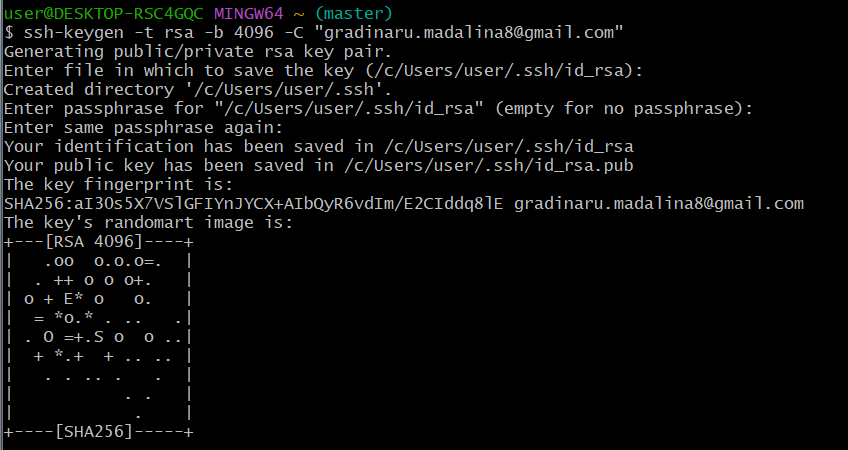 user@DESKTOP-RSC4GQC MINGW64 ~ (master)
$ ssh-keygen -t rsa -b 4096 -C "gradinaru.madalina8@gmail.com"
Generating public/private rsa key pair.
Enter file in which to save the key (/c/Users/user/.ssh/id_rsa):
Created directory '/c/Users/user/.ssh'.
Enter passphrase for "/c/Users/user/.ssh/id_rsa" (empty for no passphrase):
Enter same passphrase again:
Your identification has been saved in /c/Users/user/.ssh/id_rsa
Your public key has been saved in /c/Users/user/.ssh/id_rsa.pub
The key fingerprint is:
SHA256:aI3Os5X7VSlGFIYnJYCX+AIbQyR6vdIm/E2CIddq8lE gradinaru.madalina8@gmail.com
The key's randomart image is:
+---[RSA 4096]----+
|   .oo  o.o.o=.  |
|  . ++ o o o+.   |
| o + E* o   o.   |
|  = *o.* . ..   .|
| . O =+.S o  o ..|
|  + *.+  + .. .. |
|   . . .. .   .  |
|           . .   |
|            .    |
+----[SHA256]-----+